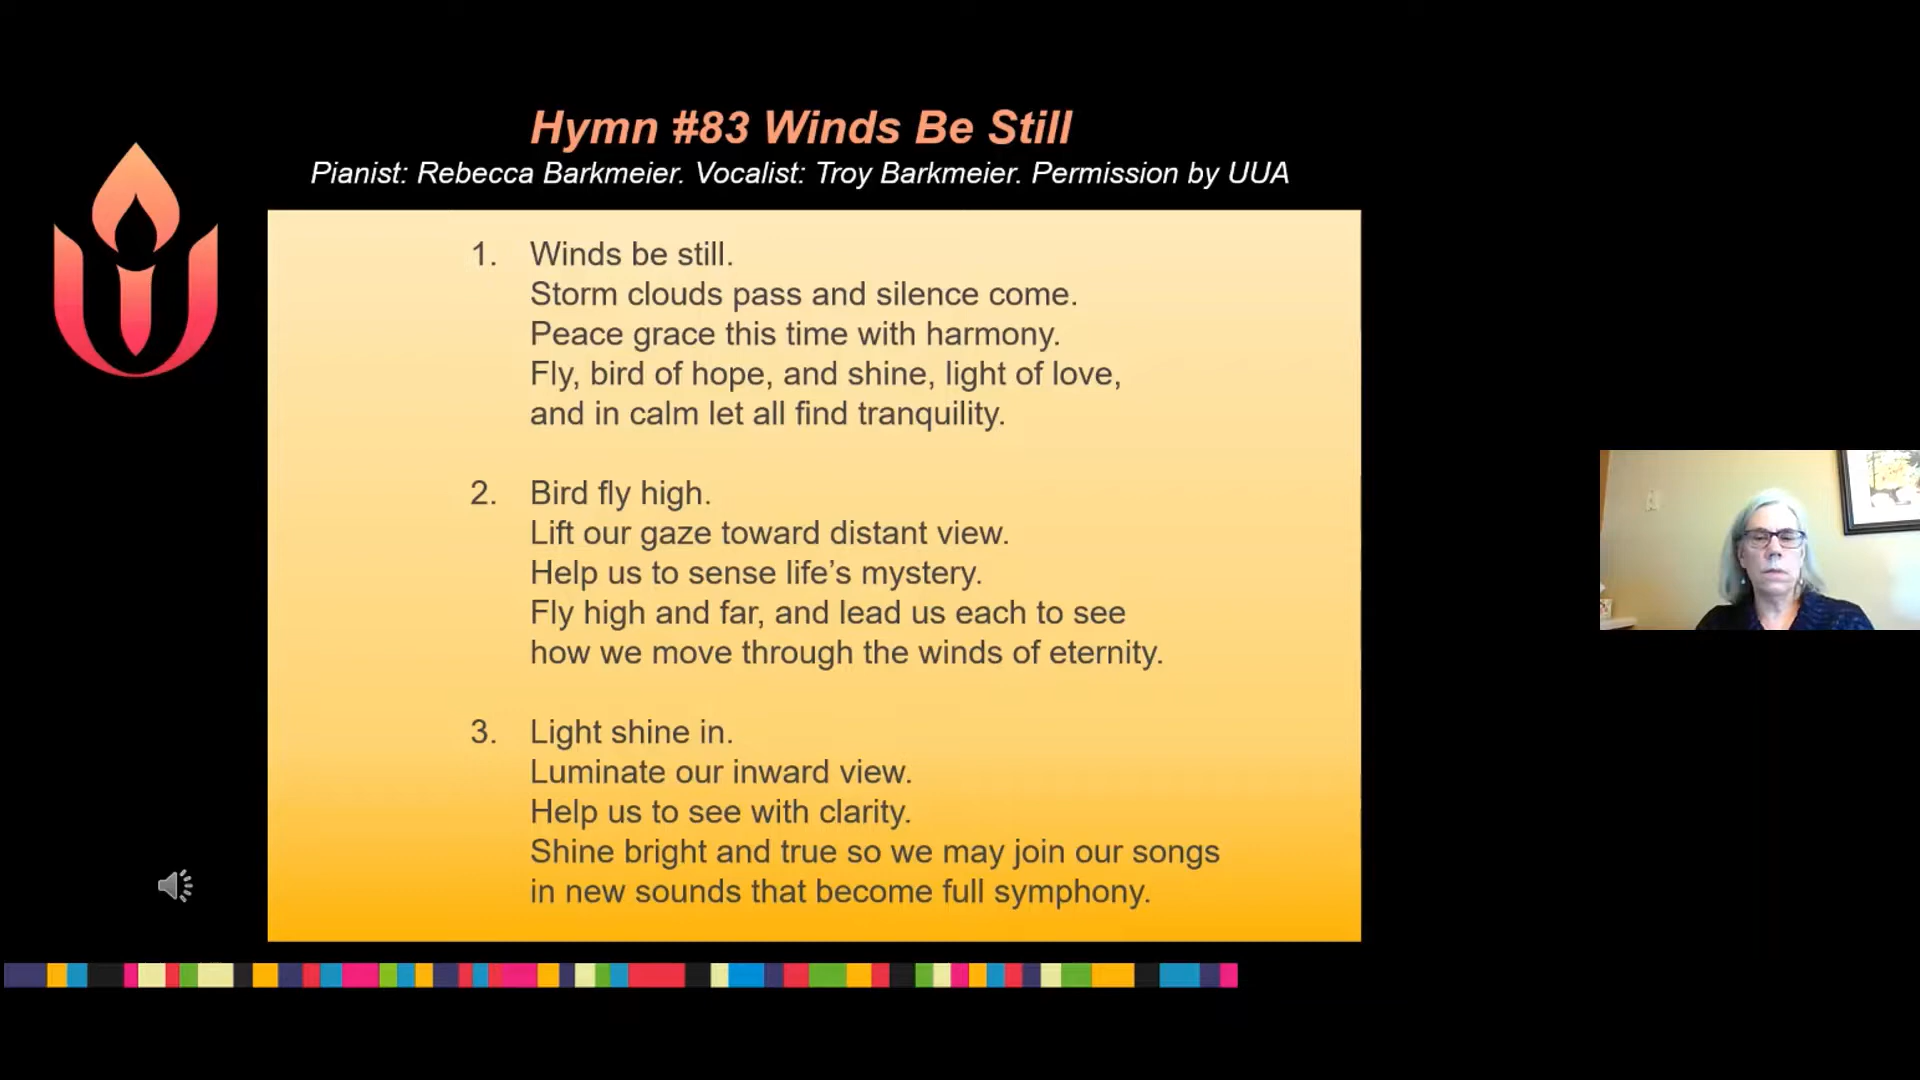 Hymn #83 Winds Be Still
Pianist: Rebecca Barkmeier. Vocalist: Troy Barkmeier. Permission by UUA
1. Winds be still.
Storm clouds pass and silence come.
Peace grace this time with harmony.
Fly, bird of hope, and shine, light of love,
and in calm let all find tranquility.
2. Bird fly high.
Lift our gaze toward distant view.
Help us to sense life’s mystery.
Fly high and far, and lead us each to see
how we move through the winds of eternity.
3. Light shine in.
Luminate our inward view.
Help us to see with clarity.
Shine bright and true so we may join our songs
in new sounds that become full symphony.